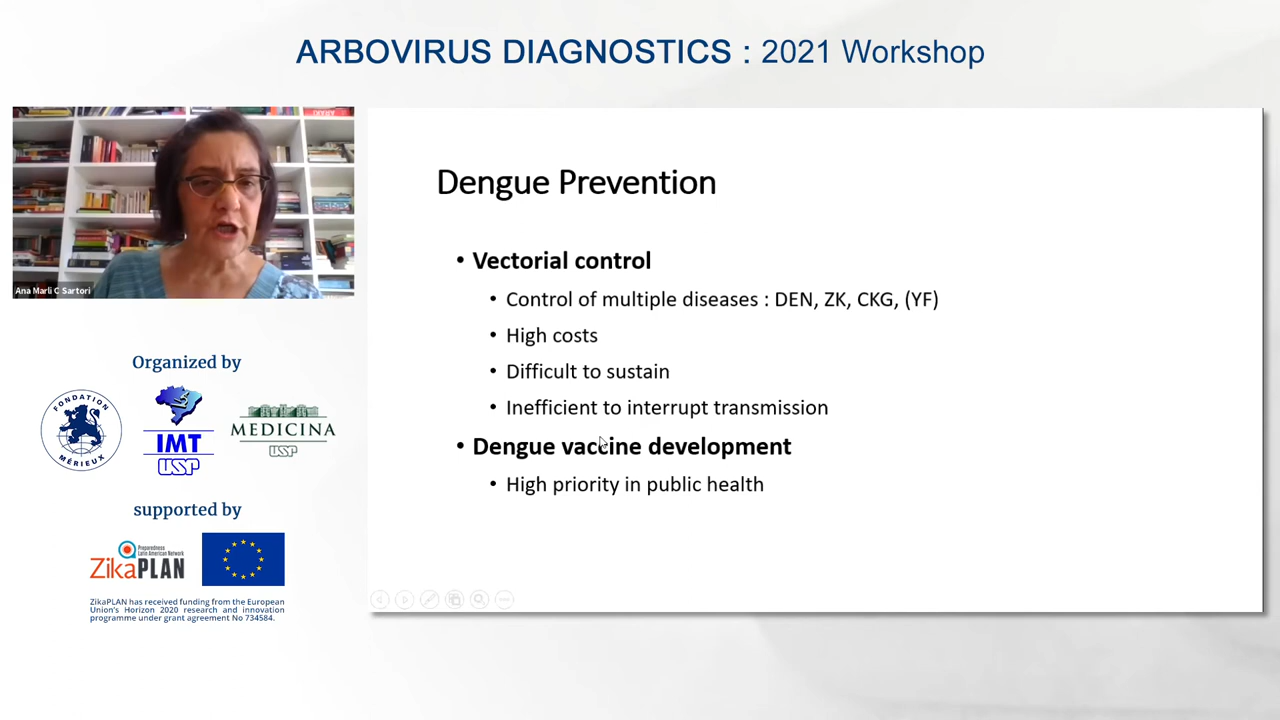 ARBOVIRUS DIAGNOSTICS : 2021 Workshop
Ana Marli C Sartori
Dengue Prevention
• Vectorial control
• Control of multiple diseases : DEN, ZK, CKG, (YF)
• High costs
• Difficult to sustain
• Inefficient to interrupt transmission
• Dengue vaccine development
• High priority in public health
Organized by
FONDATION
MÉRIEUX
IMT
USP
MEDICINA
USP
supported by
Preparedness
Latin American Network
ZikaPLAN
ZikaPLAN has received funding from the European
Union's Horizon 2020 research and innovation
programme under grant agreement No 734584.